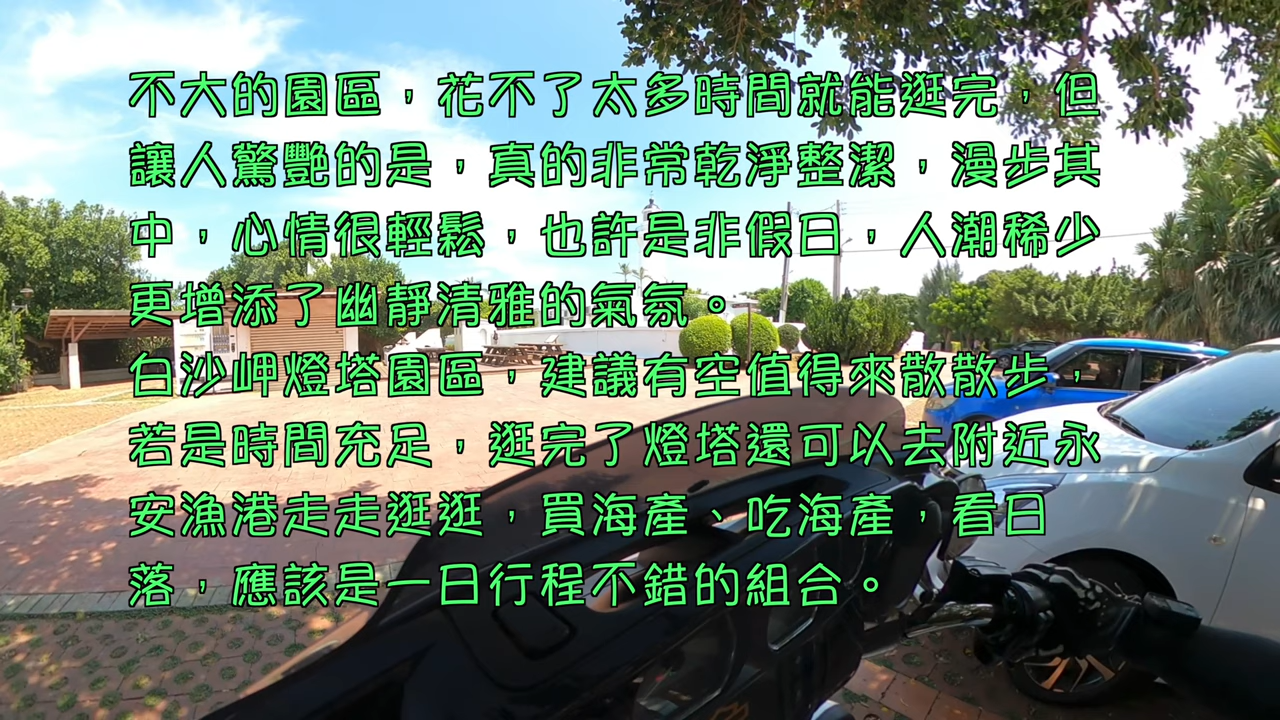 不大的園區，花不了太多時間就能逛完，但
讓人驚艷的是，真的非常乾淨整潔，漫步其
中，心情很輕鬆，也許是非假日，人潮稀少
更增添了幽靜清雅的氣氛。
白沙岬燈塔園區，建議有空值得來散散步，
若是時間充足，逛完了燈塔還可以去附近永
安漁港走走逛逛，買海產、吃海產，看日
落，應該是一日行程不錯的組合。